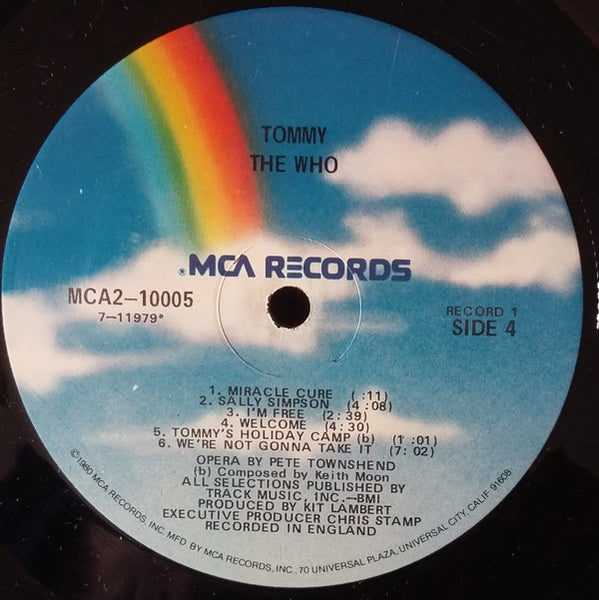 TOMMY
THE WHO
®MCA RECORDS
MCA2-10005
7-11979*
RECORD 1
SIDE 4
1. MIRACLE CURE (:11)
2. SALLY SIMPSON (4:08)
3. I'M FREE (2:39)
4. WELCOME (4:30)
5. TOMMY'S HOLIDAY CAMP (b) (1:01)
6. WE'RE NOT GONNA TAKE IT (7:02)
OPERA BY PETE TOWNSHEND
(b) Composed by Keith Moon
ALL SELECTIONS PUBLISHED BY
TRACK MUSIC, INC.—BMI
PRODUCED BY KIT LAMBERT
EXECUTIVE PRODUCER CHRIS STAMP
RECORDED IN ENGLAND
©1980 MCA RECORDS, INC. MFD. BY MCA RECORDS, INC., 70 UNIVERSAL PLAZA, UNIVERSAL CITY, CALIF. 91608